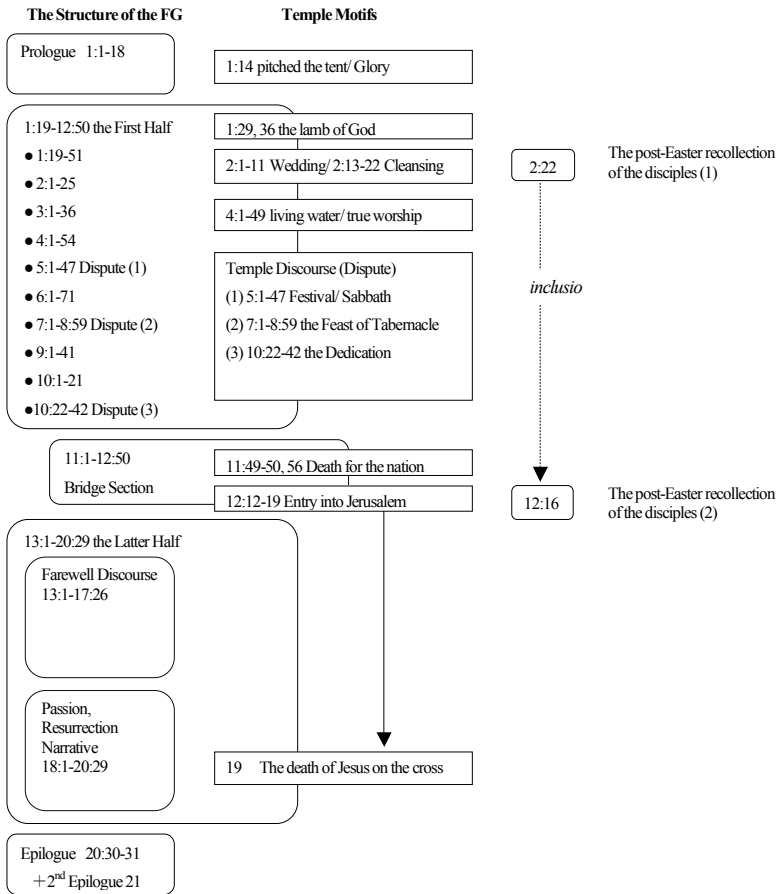 The Structure of the FG
Temple Motifs
Prologue 1:1-18
1:14 pitched the tent/ Glory
1:19-12:50 the First Half
● 1:19-51
● 2:1-25
● 3:1-36
● 4:1-54
● 5:1-47 Dispute (1)
● 6:1-71
● 7:1-8:59 Dispute (2)
● 9:1-41
● 10:1-21
●10:22-42 Dispute (3)
1:29, 36 the lamb of God
2:1-11 Wedding/ 2:13-22 Cleansing
4:1-49 living water/ true worship
Temple Discourse (Dispute)
(1) 5:1-47 Festival/ Sabbath
(2) 7:1-8:59 the Feast of Tabernacle
(3) 10:22-42 the Dedication
2:22
The post-Easter recollection
of the disciples (1)
inclusio
11:1-12:50
Bridge Section
11:49-50, 56 Death for the nation
12:12-19 Entry into Jerusalem
12:16
The post-Easter recollection
of the disciples (2)
13:1-20:29 the Latter Half
Farewell Discourse
13:1-17:26
Passion,
Resurrection
Narrative
18:1-20:29
19 The death of Jesus on the cross
Epilogue 20:30-31
+2nd Epilogue 21